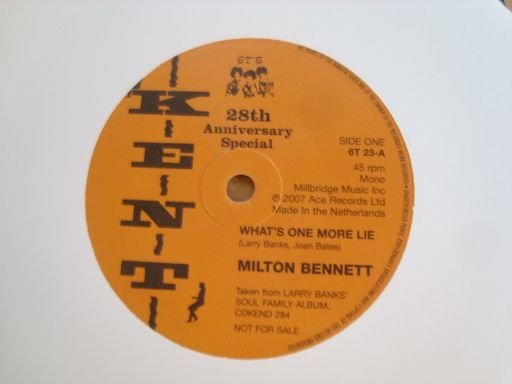 6T'S
28th
Anniversary
Special
KENT
SIDE ONE
6T 23-A
45 rpm
Mono
Millbridge Music Inc
℗ 2007 Ace Records Ltd
Made in the Netherlands
WHAT'S ONE MORE LIE
(Larry Banks, Joan Bates)
MILTON BENNETT
Taken from LARRY BANKS'
SOUL FAMILY ALBUM,
CDKEND 284
NOT FOR SALE